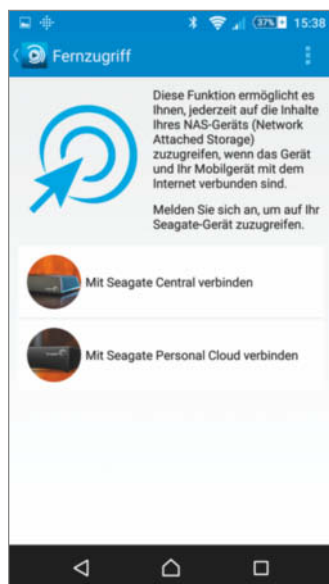 37% 15:38
Fernzugriff
Diese Funktion ermöglicht es
Ihnen, jederzeit auf die Inhalte
Ihres NAS-Geräts (Network
Attached Storage)
zuzugreifen, wenn das Gerät
und Ihr Mobilgerät mit dem
Internet verbunden sind.
Melden Sie sich an, um auf Ihr
Seagate-Gerät zuzugreifen.
Mit Seagate Central verbinden
Mit Seagate Personal Cloud verbinden